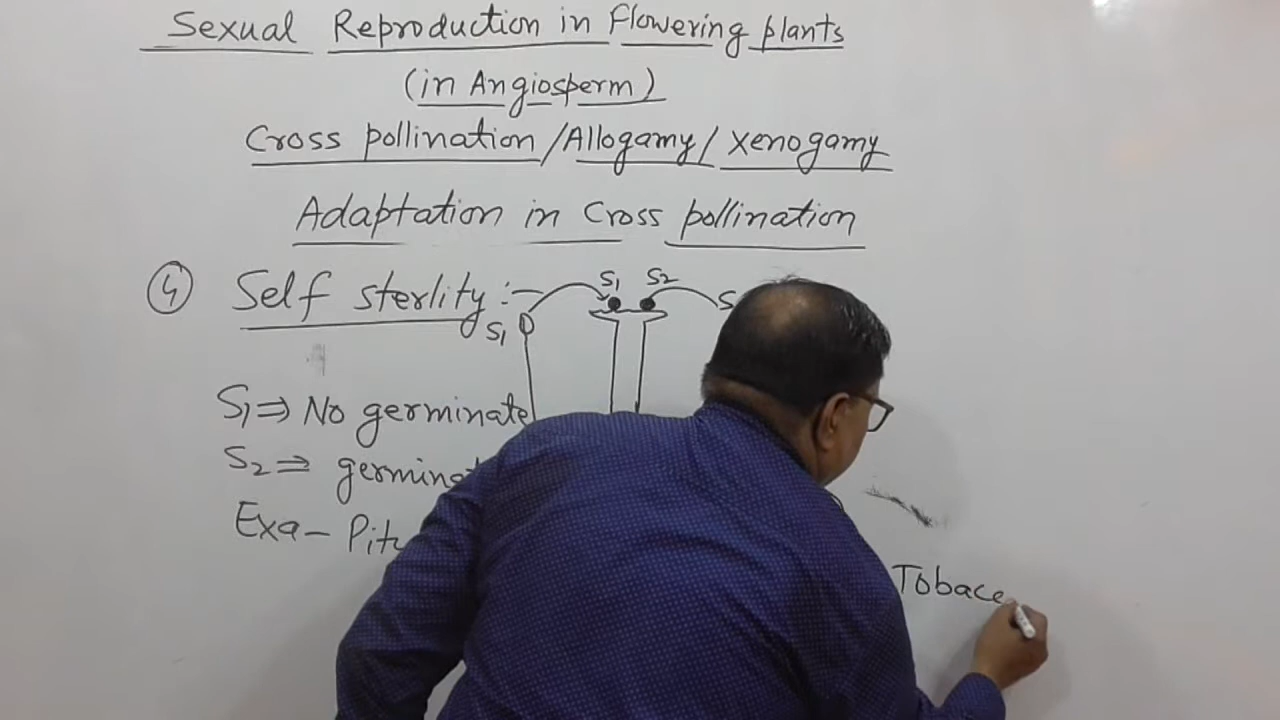 Sexual Reproduction in Flowering plants
(in Angiosperm)
Cross pollination/Allogamy/Xenogamy
Adaptation in Cross pollination
4 Self sterlity :-
S1 S2
S1
S1 ⇒ No germinate
S2 ⇒
Exa-